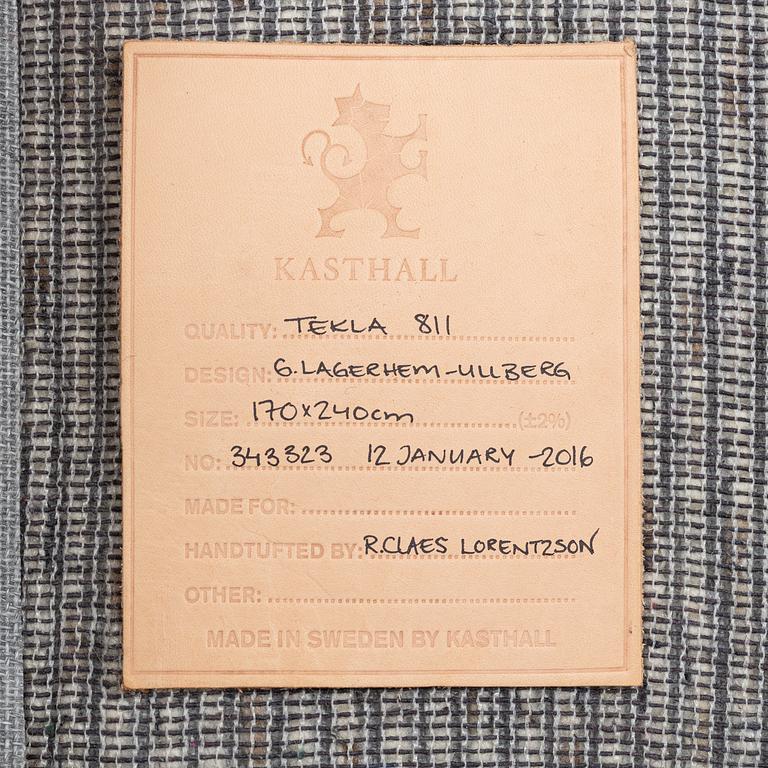 KASTHALL
QUALITY: TEKLA 811
DESIGN: G.LAGERHEM-ULLBERG
SIZE: 170x240cm (±2%)
NO: 343323 12 JANUARY -2016
MADE FOR:
HANDTUFTED BY: R.CLAES LORENTZSON
OTHER:
MADE IN SWEDEN BY KASTHALL